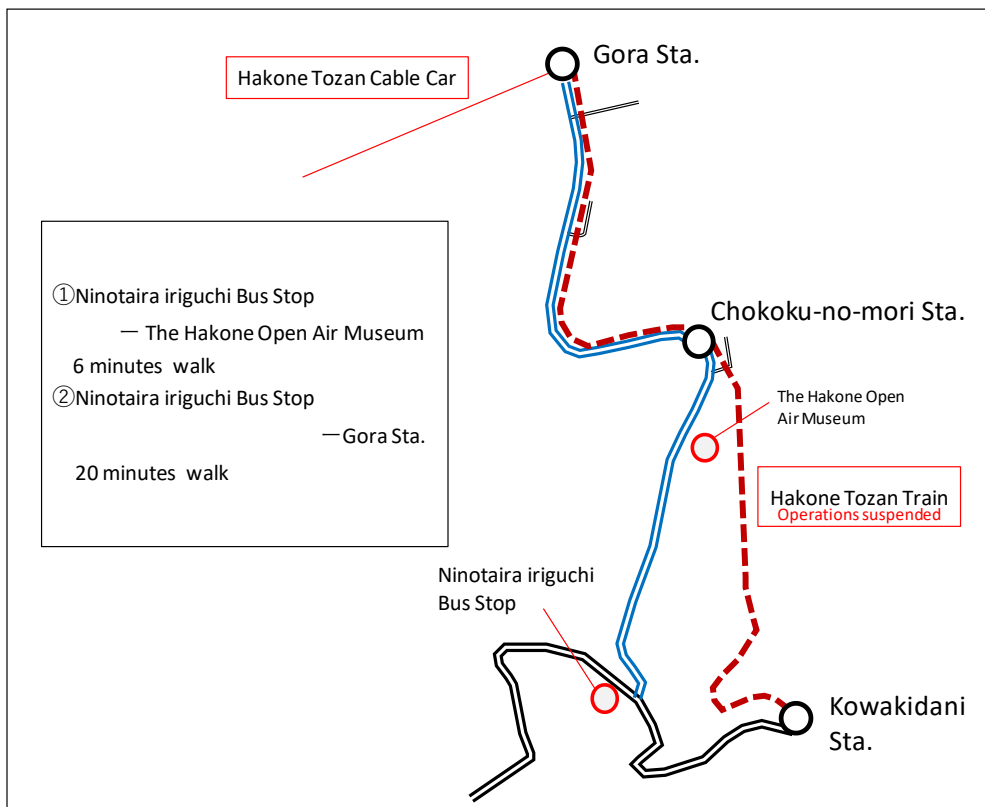 Gora Sta.
Hakone Tozan Cable Car
①Ninotaira iriguchi Bus Stop
— The Hakone Open Air Museum
6 minutes walk
②Ninotaira iriguchi Bus Stop
—Gora Sta.
20 minutes walk
Chokoku-no-mori Sta.
The Hakone Open
Air Museum
Hakone Tozan Train
Operations suspended
Ninotaira iriguchi
Bus Stop
Kowakidani
Sta.